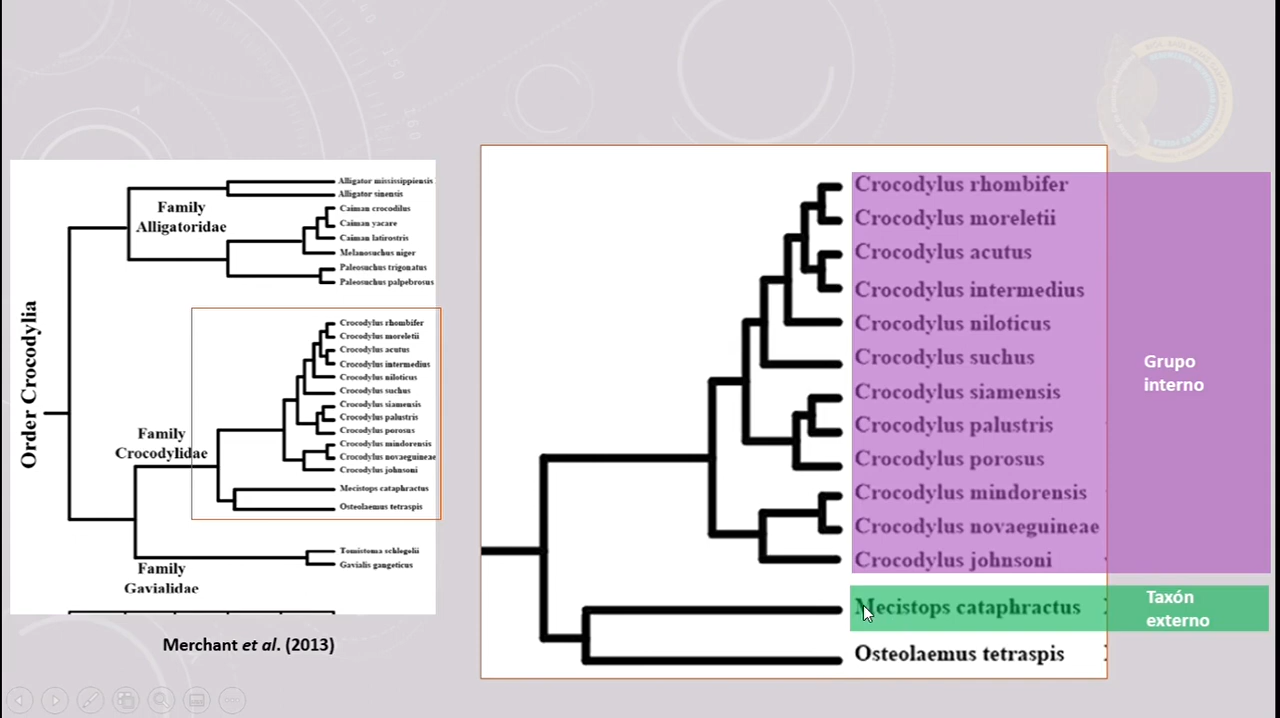 Order Crocodylia
Family
Alligatoridae
Alligator mississippiensis
Alligator sinensis
Caiman crocodilus
Caiman yacare
Caiman latirostris
Melanosuchus niger
Paleosuchus trigonatus
Paleosuchus palpebrosus
Family
Crocodylidae
Crocodylus rhombifer
Crocodylus moreletii
Crocodylus acutus
Crocodylus intermedius
Crocodylus niloticus
Crocodylus suchus
Crocodylus siamensis
Crocodylus palustris
Crocodylus porosus
Crocodylus mindorensis
Crocodylus novaeguineae
Crocodylus johnsoni
Mecistops cataphractus
Osteolaemus tetraspis
Family
Gavialidae
Tomistoma schlegelii
Gavialis gangeticus
Merchant et al. (2013)
Crocodylus rhombifer
Crocodylus moreletii
Crocodylus acutus
Crocodylus intermedius
Crocodylus niloticus
Crocodylus suchus
Crocodylus siamensis
Crocodylus palustris
Crocodylus porosus
Crocodylus mindorensis
Crocodylus novaeguineae
Crocodylus johnsoni
Mecistops cataphractus
Osteolaemus tetraspis
Grupo
interno
Taxón
externo